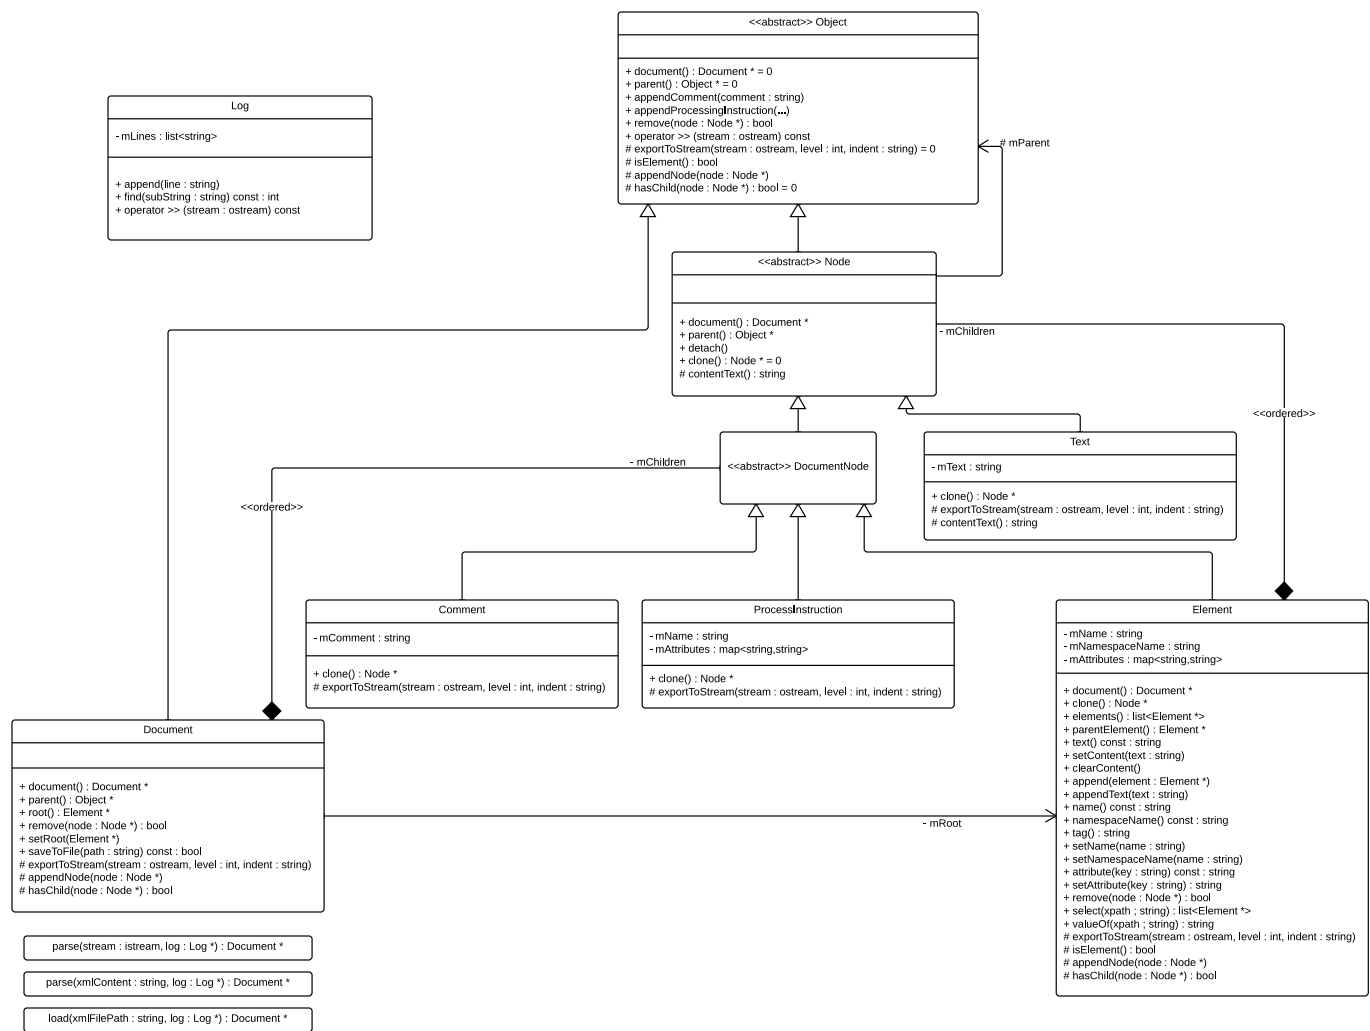 <<abstract>> Object
+ document() : Document * = 0
+ parent() : Object * = 0
+ appendComment(comment : string)
+ appendProcessingInstruction(...)
+ remove(node : Node *) : bool
+ operator >> (stream : ostream) const
# exportToStream(stream : ostream, level : int, indent : string) = 0
# isElement() : bool
# appendNode(node : Node *)
# hasChild(node : Node *) : bool = 0
Log
- mLines : list<string>
+ append(line : string)
+ find(subString : string) const : int
+ operator >> (stream : ostream) const
# mParent
<<abstract>> Node
+ document() : Document *
+ parent() : Object *
+ detach()
+ clone() : Node * = 0
# contentText() : string
- mChildren
<<ordered>>
<<abstract>> DocumentNode
- mChildren
<<ordered>>
Text
- mText : string
+ clone() : Node *
# exportToStream(stream : ostream, level : int, indent : string)
# contentText() : string
Comment
- mComment : string
+ clone() : Node *
# exportToStream(stream : ostream, level : int, indent : string)
ProcessInstruction
- mName : string
- mAttributes : map<string,string>
+ clone() : Node *
# exportToStream(stream : ostream, level : int, indent : string)
Element
- mName : string
- mNamespaceName : string
- mAttributes : map<string,string>
+ document() : Document *
+ clone() : Node *
+ elements() : list<Element *>
+ parentElement() : Element *
+ text() const : string
+ setContent(text : string)
+ clearContent()
+ append(element : Element *)
+ appendText(text : string)
+ name() const : string
+ namespaceName() const : string
+ tag() : string
+ setName(name : string)
+ setNamespaceName(name : string)
+ attribute(key : string) const : string
+ setAttribute(key : string) : string
+ remove(node : Node *) : bool
+ select(xpath ; string) : list<Element *>
+ valueOf(xpath ; string) : string
# exportToStream(stream : ostream, level : int, indent : string)
# isElement() : bool
# appendNode(node : Node *)
# hasChild(node : Node *) : bool
Document
+ document() : Document *
+ parent() : Object *
+ root() : Element *
+ remove(node : Node *) : bool
+ setRoot(Element *)
+ saveToFile(path : string) const : bool
# exportToStream(stream : ostream, level : int, indent : string)
# appendNode(node : Node *)
# hasChild(node : Node *) : bool
- mRoot
parse(stream : istream, log : Log *) : Document *
parse(xmlContent : string, log : Log *) : Document *
load(xmlFilePath : string, log : Log *) : Document *